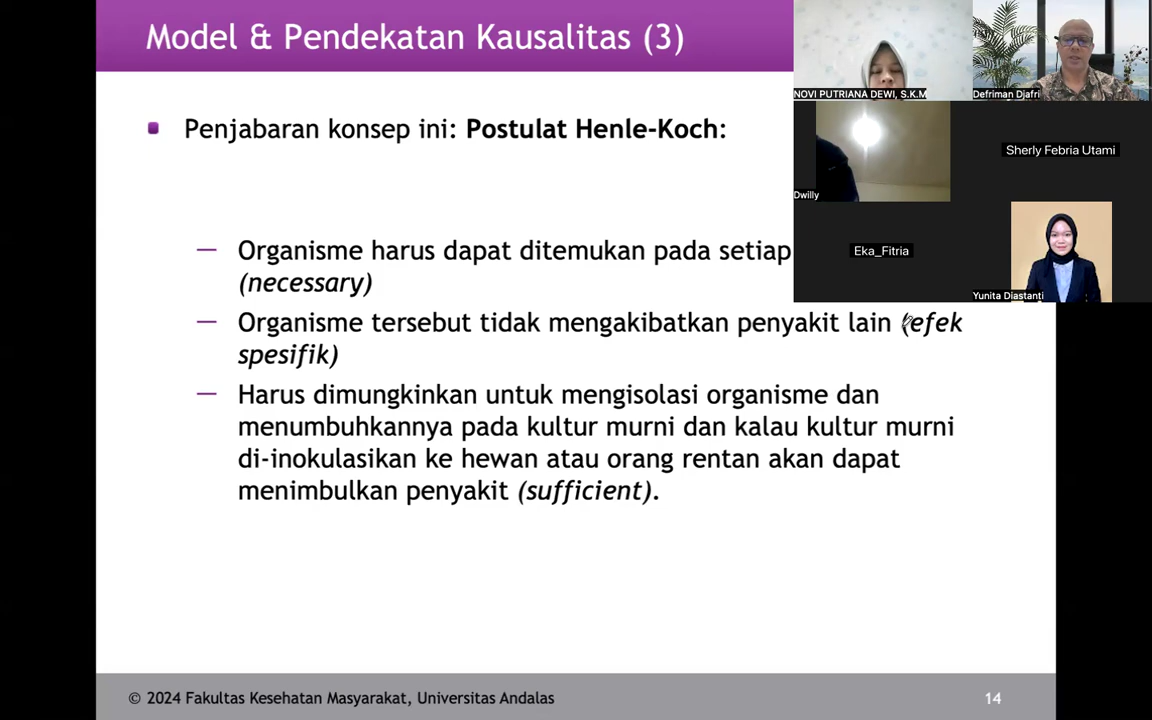 Model & Pendekatan Kausalitas (3)
NOVI PUTRIANA DEWI, S.K.M
Defriman Djafri
Penjabaran konsep ini: Postulat Henle-Koch:
Sherly Febria Utami
Dwilly
Organisme harus dapat ditemukan pada setiap
(necessary)
Eka_Fitria
Yunita Diastanti
Organisme tersebut tidak mengakibatkan penyakit lain (efek
spesifik)
Harus dimungkinkan untuk mengisolasi organisme dan
menumbuhkannya pada kultur murni dan kalau kultur murni
di-inokulasikan ke hewan atau orang rentan akan dapat
menimbulkan penyakit (sufficient).
© 2024 Fakultas Kesehatan Masyarakat, Universitas Andalas
14